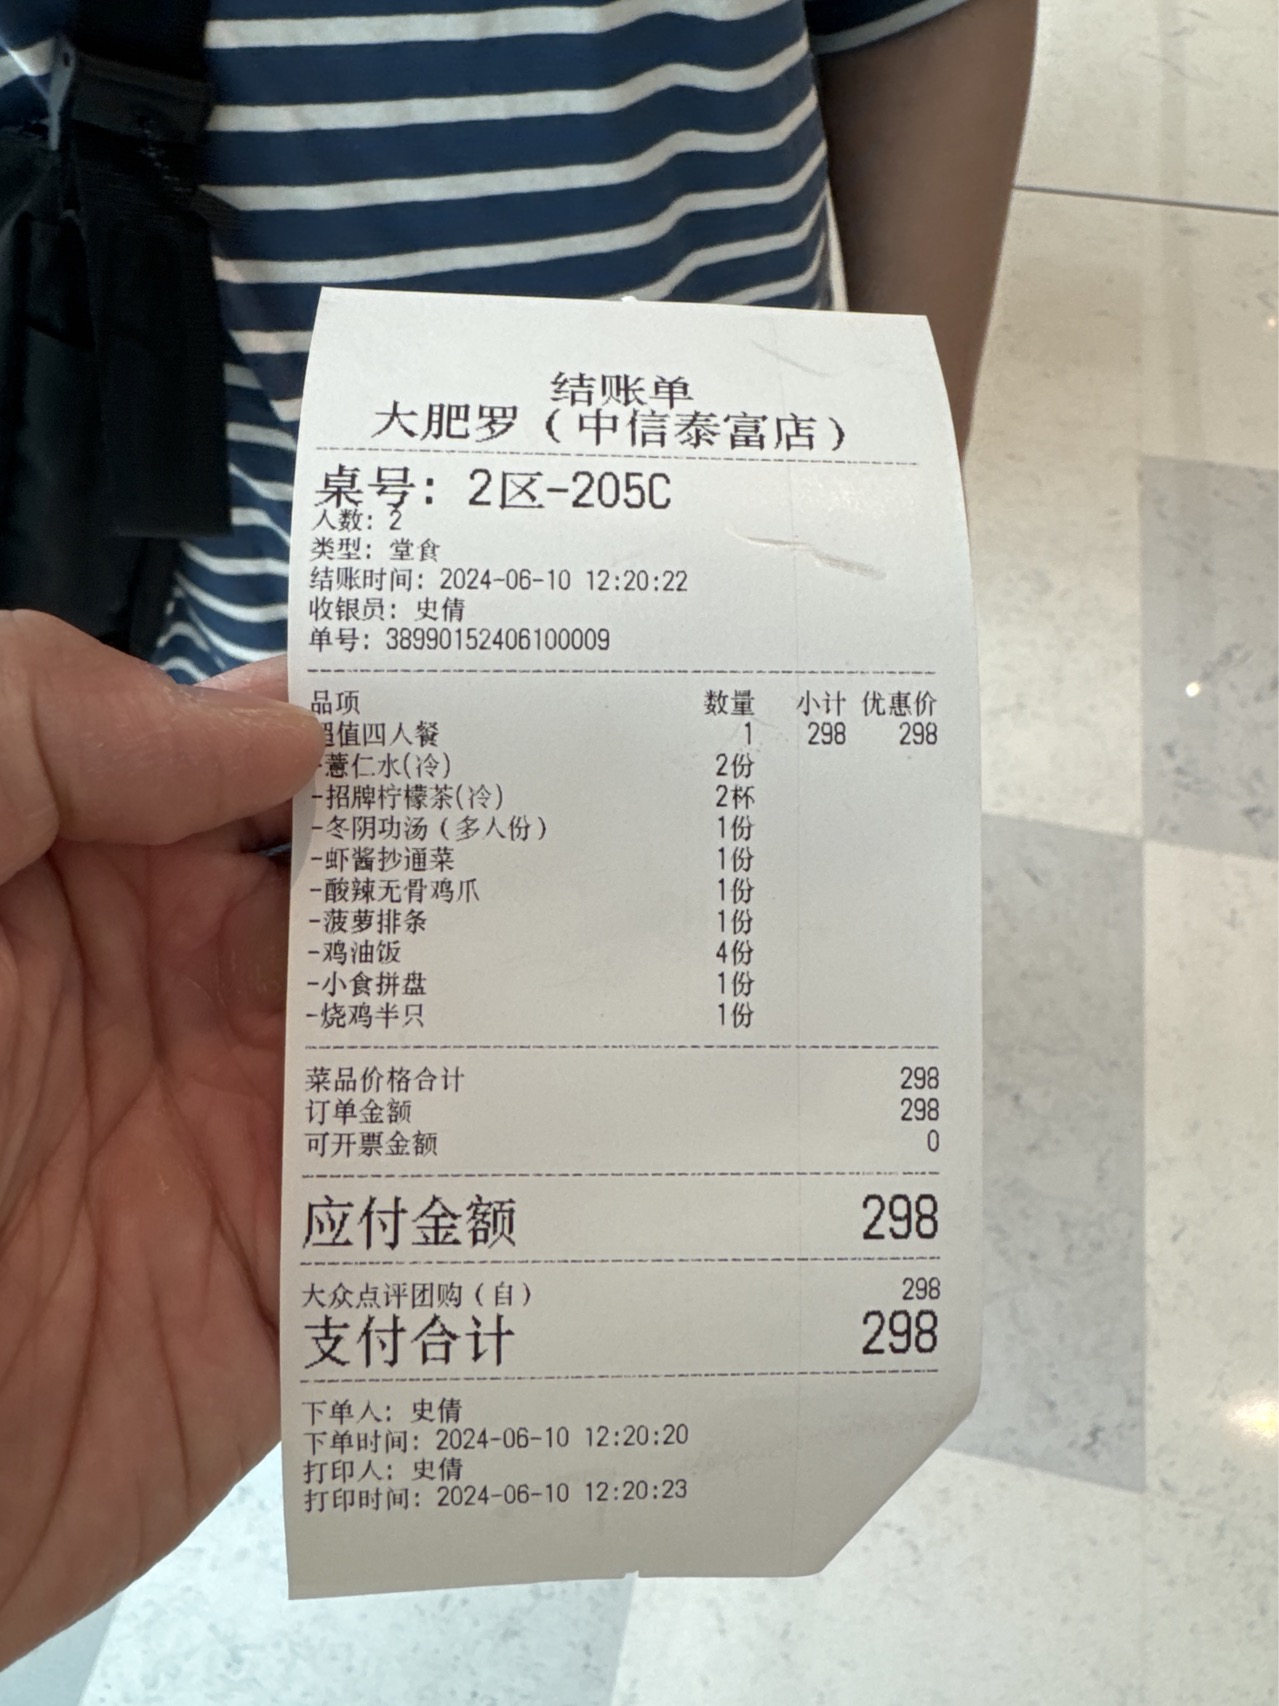 结账单
大肥罗（中信泰富店）
桌号：2区-205C
人数：2
类型：堂食
结账时间：2024-06-10 12:20:22
收银员：史倩
单号：38990152406100009
品项 数量 小计 优惠价
超值四人餐 1 298 298
-薏仁水(冷) 2份
-招牌柠檬茶(冷) 2杯
-冬阴功汤（多人份） 1份
-虾酱抄通菜 1份
-酸辣无骨鸡爪 1份
-菠萝排条 1份
-鸡油饭 4份
-小食拼盘 1份
-烧鸡半只 1份
菜品价格合计 298
订单金额 298
可开票金额 0
应付金额 298
大众点评团购（自） 298
支付合计 298
下单人：史倩
下单时间：2024-06-10 12:20:20
打印人：史倩
打印时间：2024-06-10 12:20:23